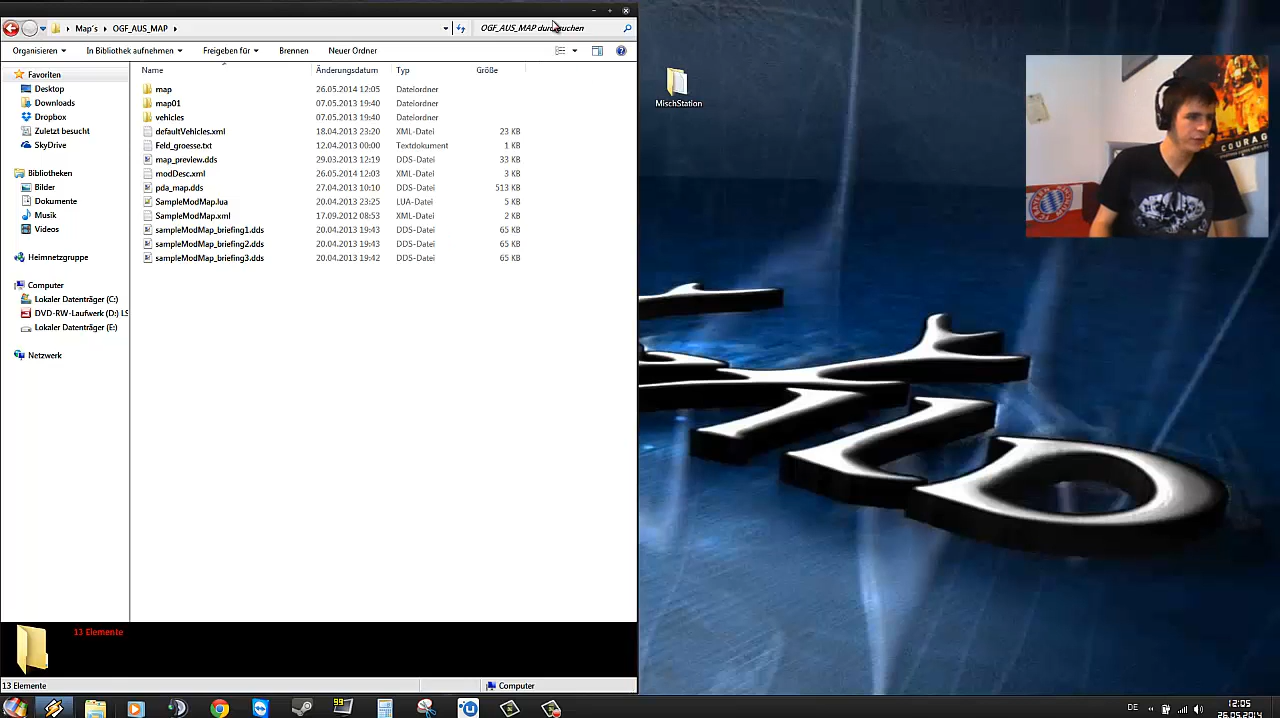 Map's ▸ OGF_AUS_MAP ▸
OGF_AUS_MAP durchsuchen
Organisieren
In Bibliothek aufnehmen
Freigeben für
Brennen
Neuer Ordner
Favoriten
Desktop
Downloads
Dropbox
Zuletzt besucht
SkyDrive
Bibliotheken
Bilder
Dokumente
Musik
Videos
Heimnetzgruppe
Computer
Lokaler Datenträger (C:)
DVD-RW-Laufwerk (D:) LS
Lokaler Datenträger (E:)
Netzwerk
Name Änderungsdatum Typ Größe
map 26.05.2014 12:05 Dateiordner
map01 07.05.2013 19:40 Dateiordner
vehicles 07.05.2013 19:40 Dateiordner
defaultVehicles.xml 18.04.2013 23:20 XML-Datei 23 KB
Feld_groesse.txt 12.04.2013 00:00 Textdokument 1 KB
map_preview.dds 29.03.2013 12:19 DDS-Datei 33 KB
modDesc.xml 26.05.2014 12:03 XML-Datei 3 KB
pda_map.dds 27.04.2013 10:10 DDS-Datei 513 KB
SampleModMap.lua 20.04.2013 23:25 LUA-Datei 5 KB
SampleModMap.xml 17.09.2012 08:53 XML-Datei 2 KB
sampleModMap_briefing1.dds 20.04.2013 19:43 DDS-Datei 65 KB
sampleModMap_briefing2.dds 20.04.2013 19:43 DDS-Datei 65 KB
sampleModMap_briefing3.dds 20.04.2013 19:42 DDS-Datei 65 KB
13 Elemente
13 Elemente
Computer
MischStation
COURAG
99
DE
12:05
26.05.2014